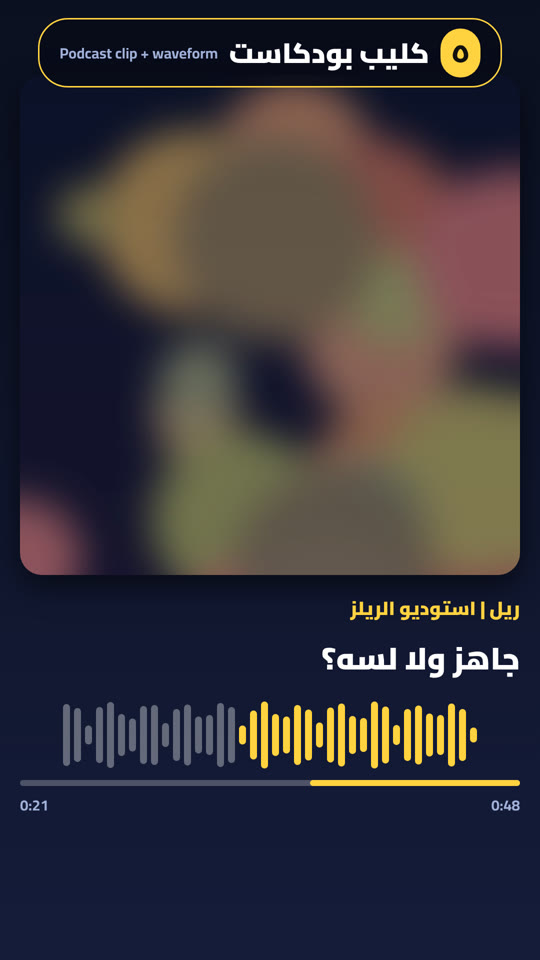 ٥ كليب بودكاست Podcast clip + waveform
ريل | استوديو الريلز
جاهز ولا لسه؟
0:21 0:48